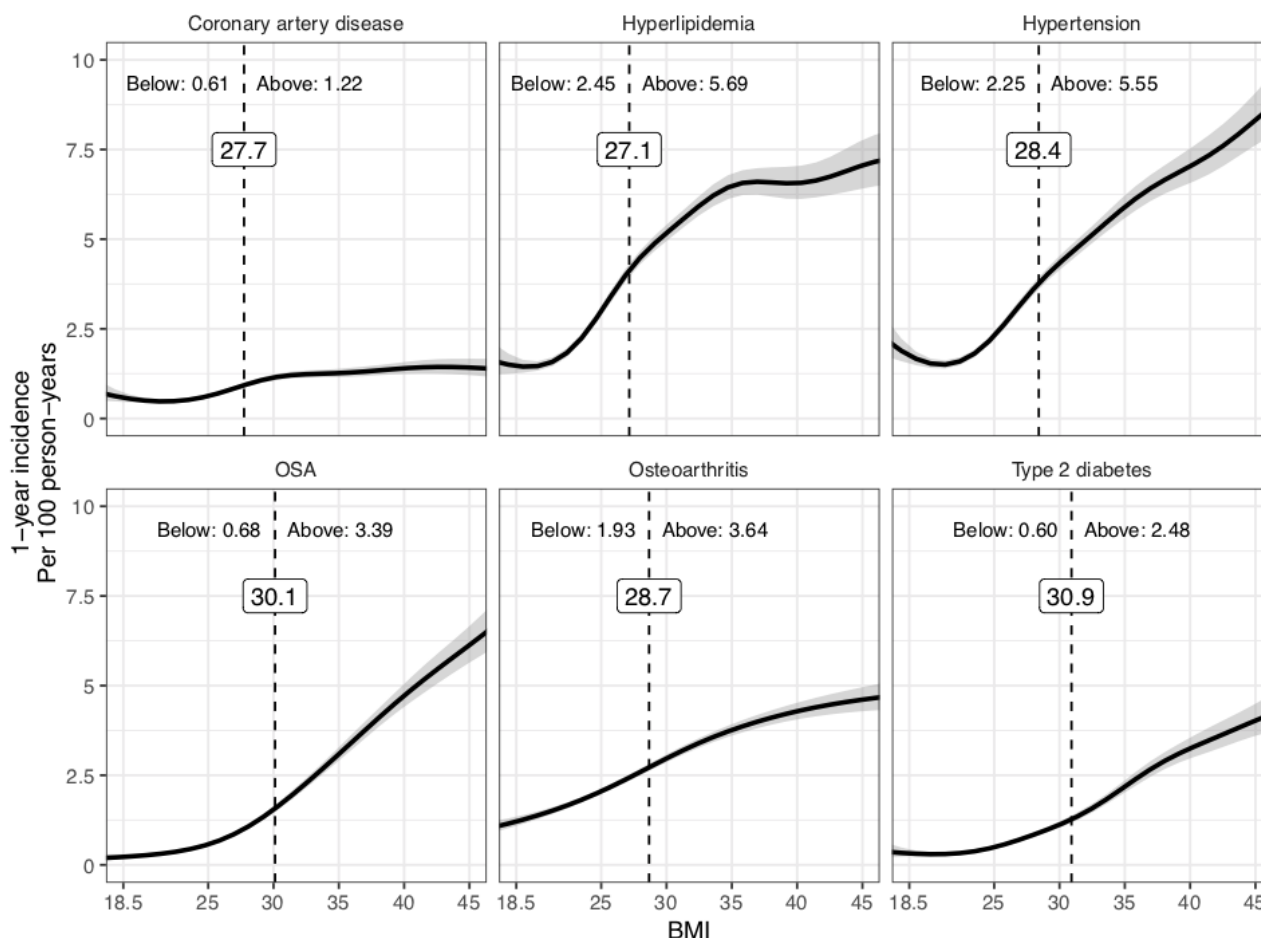 Coronary artery disease
Hyperlipidemia
Hypertension
10
Below: 0.61 Above: 1.22
Below: 2.45 Above: 5.69
Below: 2.25 Above: 5.55
27.7
27.1
28.4
7.5
5
2.5
0
1−year incidence
Per 100 person−years
OSA
Osteoarthritis
Type 2 diabetes
10
Below: 0.68 Above: 3.39
Below: 1.93 Above: 3.64
Below: 0.60 Above: 2.48
30.1
28.7
30.9
7.5
5
2.5
0
18.5 25 30 35 40 45
18.5 25 30 35 40 45
18.5 25 30 35 40 45
BMI